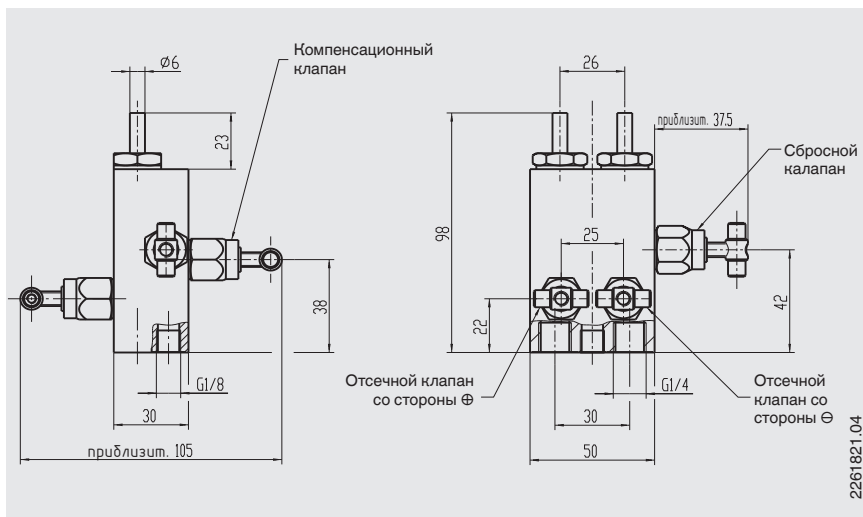 Компенсационный
клапан
⌀6
23
38
G1/8
30
приблизит. 105
26
приблизит. 37.5
Сбросной
калапан
98
25
22
42
Отсечной клапан
со стороны ⊕
G1/4
Отсечной
клапан со
стороны ⊖
30
50
2261821.04